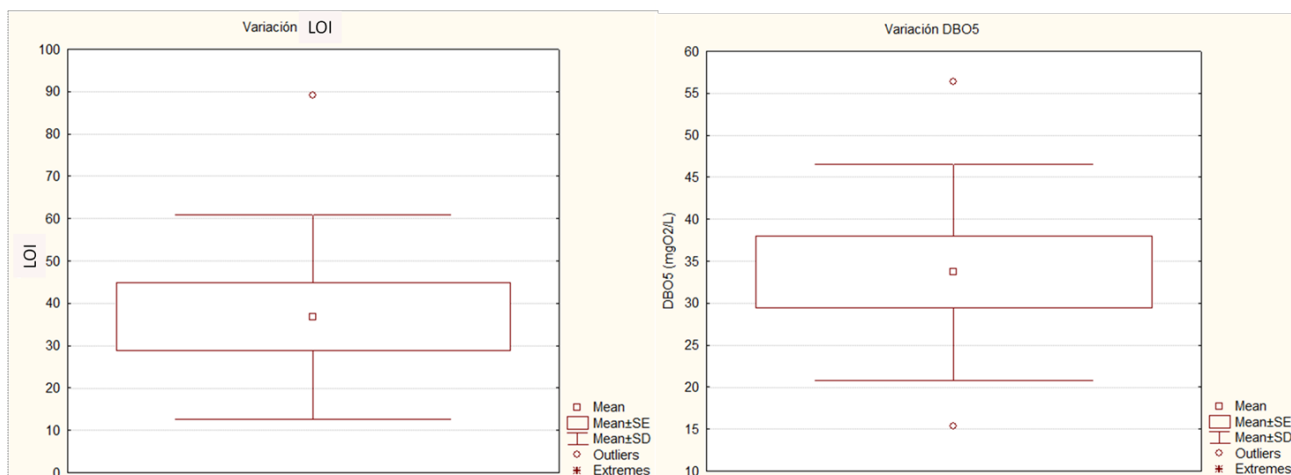 Variación LOI
100
90
80
70
60
50
40
30
20
10
0
LOI
Mean
Mean±SE
Mean±SD
Outliers
Extremes
Variación DBO5
60
55
50
45
40
35
30
25
20
15
10
DBO5 (mgO2/L)
Mean
Mean±SE
Mean±SD
Outliers
Extremes